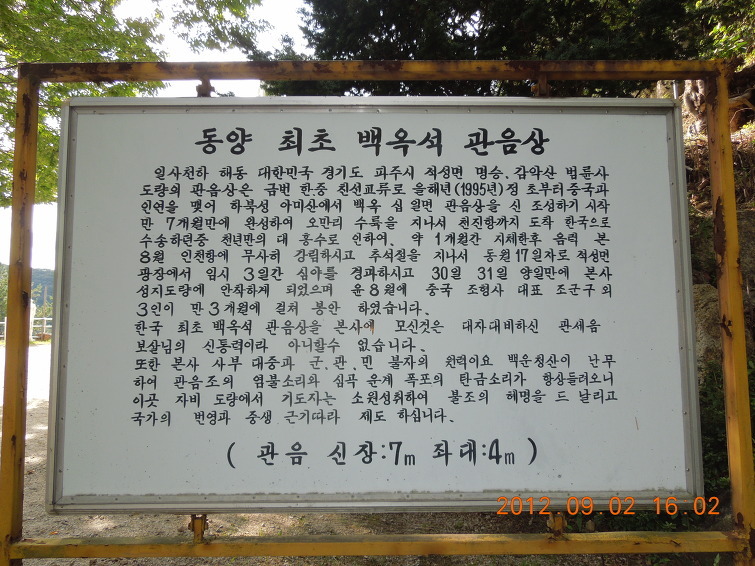 동양 최초 백옥석 관음상
일사천하 해동 대한민국 경기도 파주시 적성면 명승. 감악산 범륜사
도량의 관음상은 금번 한중 친선교류로 올해년(1995년)정 초부터중국과
인연을 맺어 하북성 아미산에서 백옥 십 일면 관음상을 신 조성하기 시작
만 7개월만에 완성하여 오만리 수륙을 지나서 천진항까지 도착 한국으로
수송하던중 천년만의 대 홍수로 인하여. 약 1개월간 지체한후 음력 본
8월 인천항에 무사히 강림하시고 추석절을 지나서 동월 17일자로 적성면
광장에서 임시 3일간 심야를 경과하시고 30일 31일 양일만에 본사
성지도량에 안착하게 되었으며 윤 8월에 중국 조형사 대표 조군구 외
3인이 만 3개월에 걸쳐 봉안 하였습니다.
한국 최초 백옥석 관음상을 본사에 모신것은 대자대비하신 관세음
보살님의 신통력이라 아니할수 없습니다.
또한 본사 사부 대중과 군.관.민 불자의 원력이요 백운청산이 난무
하여 관음조의 염불소리와 심곡 운계 폭포의 탄금소리가 항상들려오니
이곳 자비 도량에서 기도자는 소원성취하여 불조의 해명을 드 날리고
국가의 번영과 중생 근기따라 제도 하십니다.
( 관음 신장:7m 좌대:4m )
2012.09.02 16:02